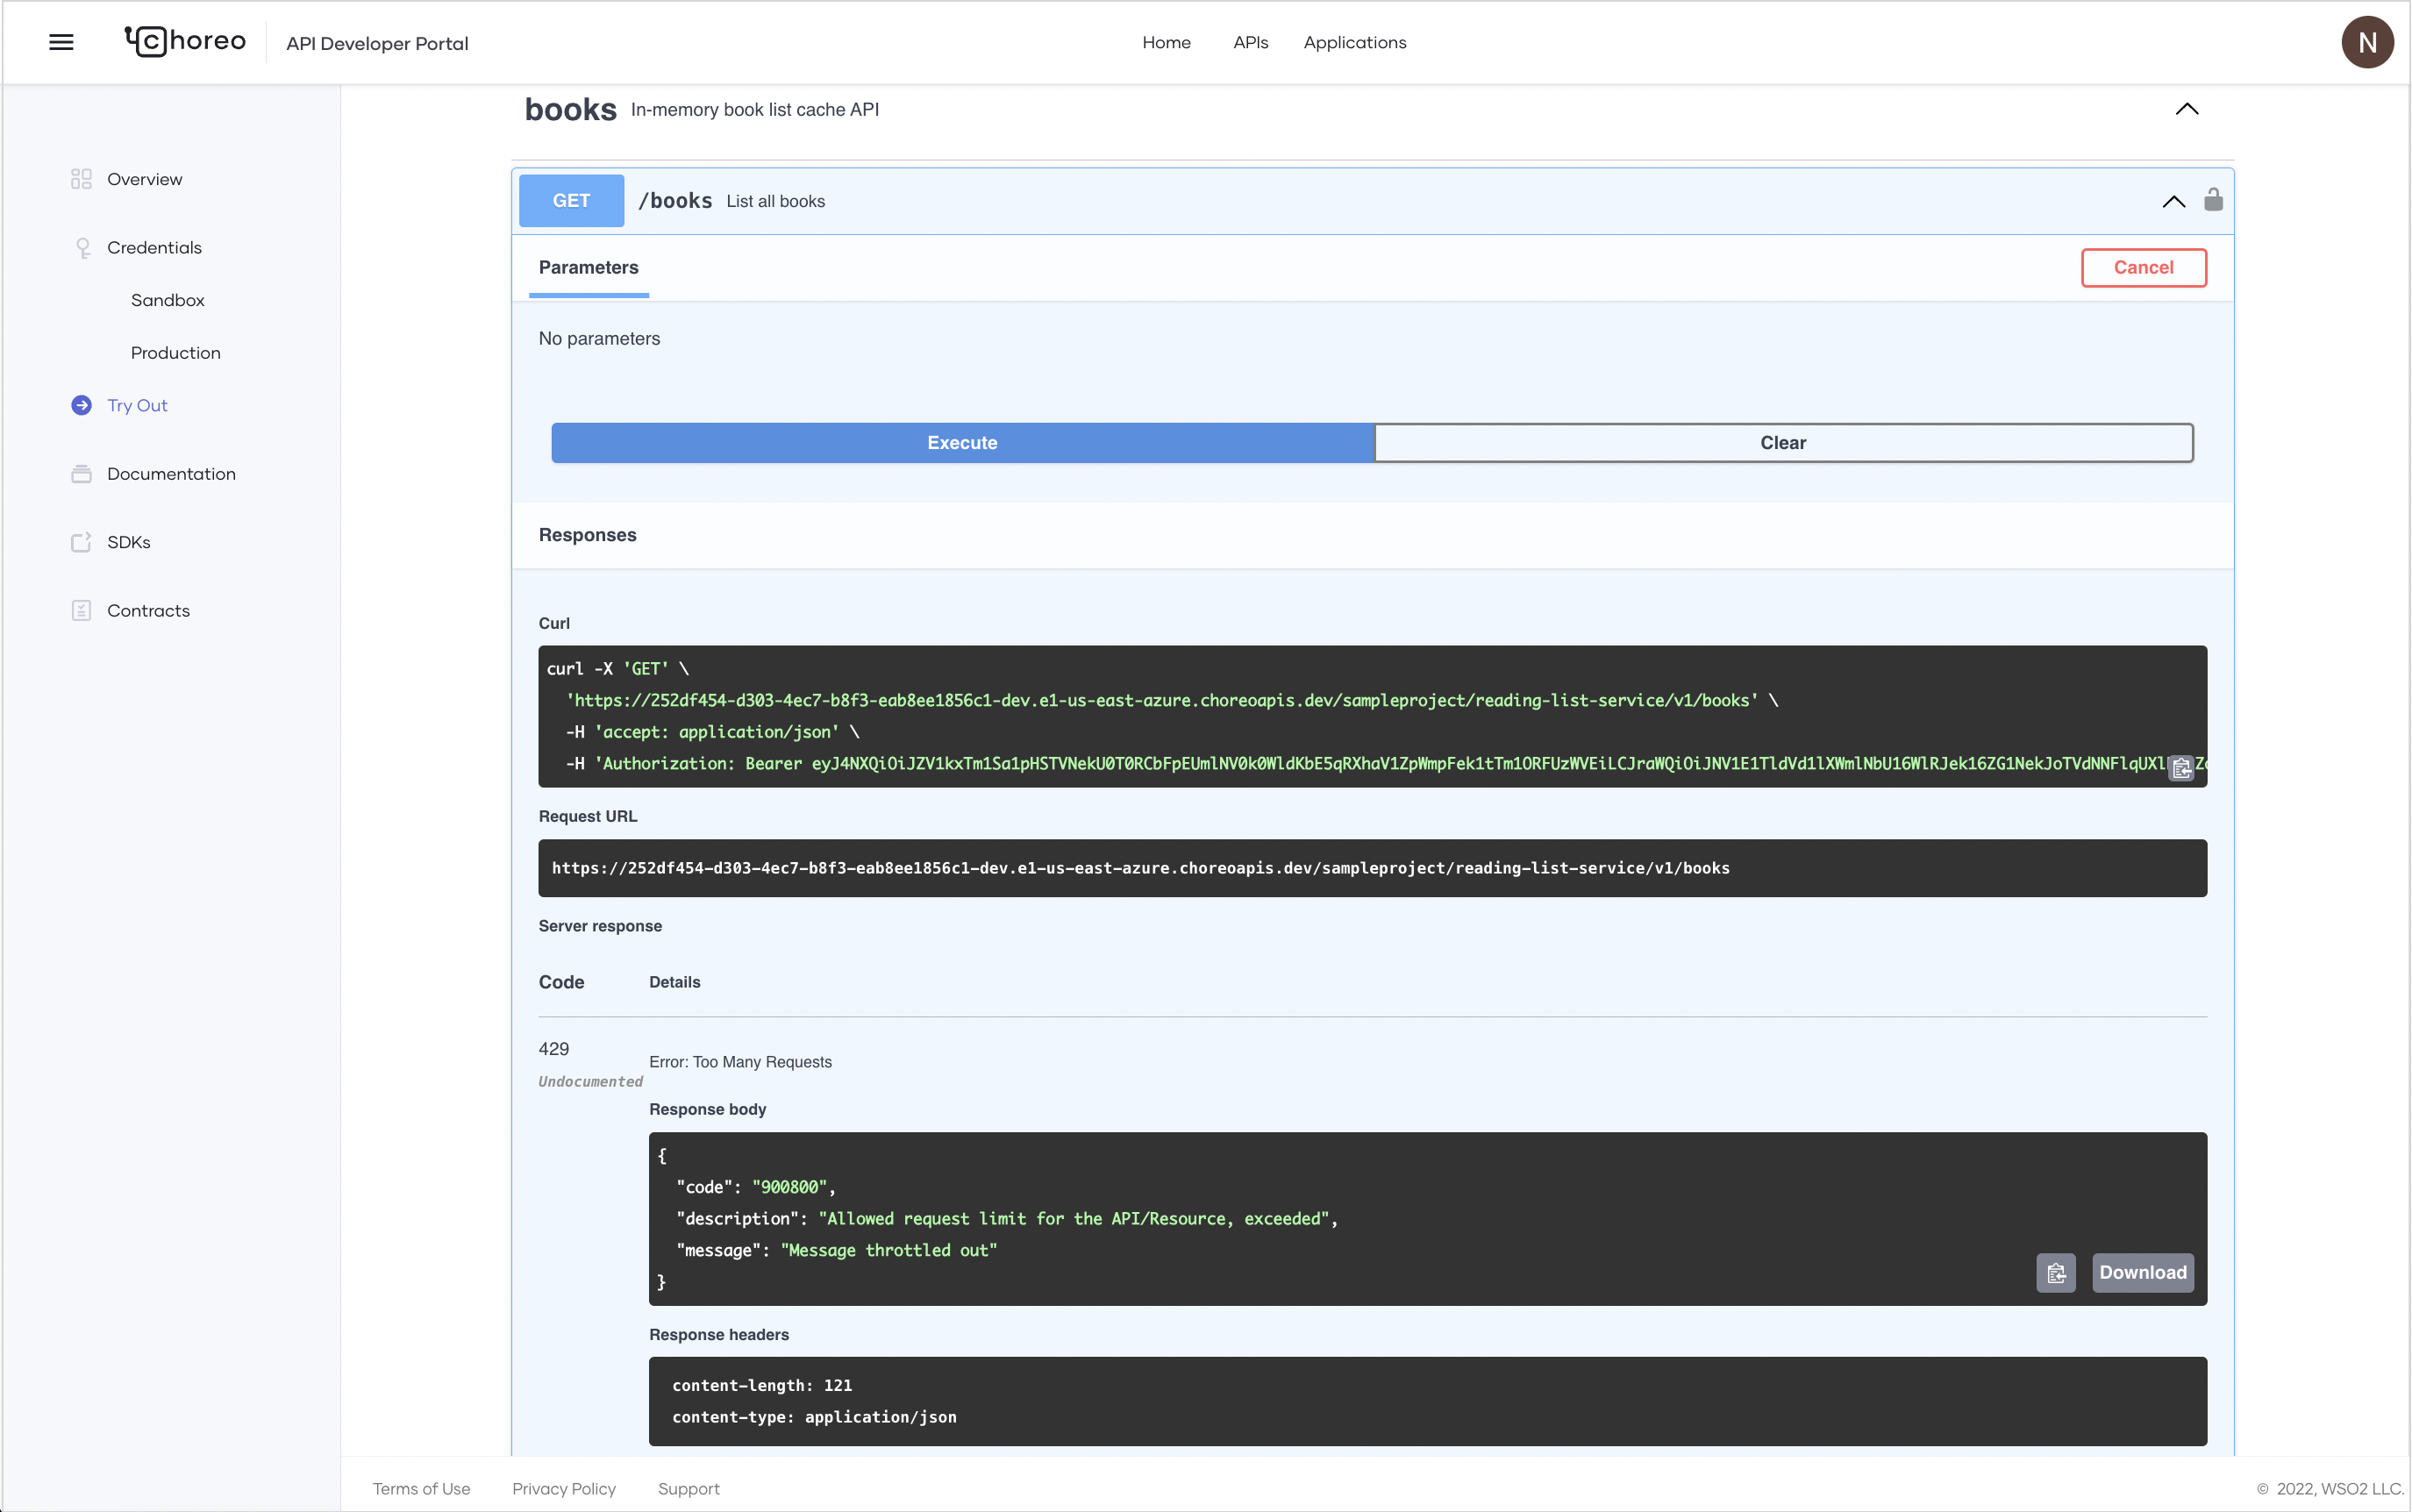 choreo
API Developer Portal
Home
APIs
Applications
N
Overview
Credentials
Sandbox
Production
Try Out
Documentation
SDKs
Contracts
books In-memory book list cache API
GET /books List all books
Parameters
Cancel
No parameters
Execute
Clear
Responses
Curl
curl -X 'GET' \
'https://252df454-d303-4ec7-b8f3-eab8ee1856c1-dev.e1-us-east-azure.choreoapis.dev/sampleproject/reading-list-service/v1/books' \
-H 'accept: application/json' \
-H 'Authorization: Bearer
Request URL
https://252df454-d303-4ec7-b8f3-eab8ee1856c1-dev.e1-us-east-azure.choreoapis.dev/sampleproject/reading-list-service/v1/books
Server response
Code Details
429
Undocumented
Error: Too Many Requests
Response body
{
"code": "900800",
"description": "Allowed request limit for the API/Resource, exceeded",
"message": "Message throttled out"
}
Download
Response headers
content-length: 121
content-type: application/json
Terms of Use
Privacy Policy
Support
© 2022, WSO2 LLC.